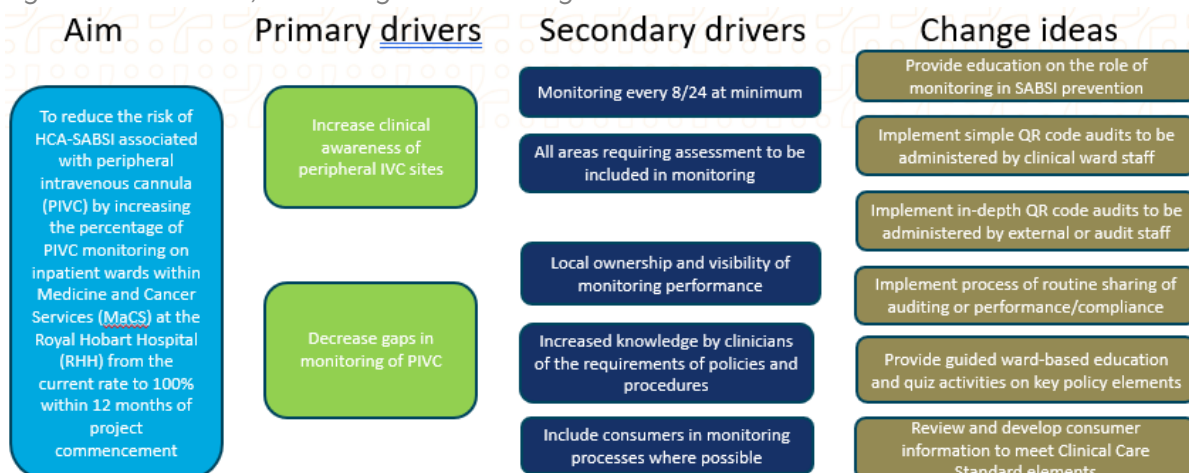 Aim
Primary drivers
Secondary drivers
Change ideas
To reduce the risk of
HCA-SABSI associated
with peripheral
intravenous cannula
(PIVC) by increasing
the percentage of
PIVC monitoring on
inpatient wards within
Medicine and Cancer
Services (MaCS) at the
Royal Hobart Hospital
(RHH) from the
current rate to 100%
within 12 months of
project
commencement
Increase clinical
awareness of
peripheral IVC sites
Decrease gaps in
monitoring of PIVC
Monitoring every 8/24 at minimum
All areas requiring assessment to be
included in monitoring
Local ownership and visibility of
monitoring performance
Increased knowledge by clinicians
of the requirements of policies and
procedures
Include consumers in monitoring
processes where possible
Provide education on the role of
monitoring in SABSI prevention
Implement simple QR code audits to be
administered by clinical ward staff
Implement in-depth QR code audits to be
administered by external or audit staff
Implement process of routine sharing of
auditing or performance/compliance
Provide guided ward-based education
and quiz activities on key policy elements
Review and develop consumer
information to meet Clinical Care
Standard elements